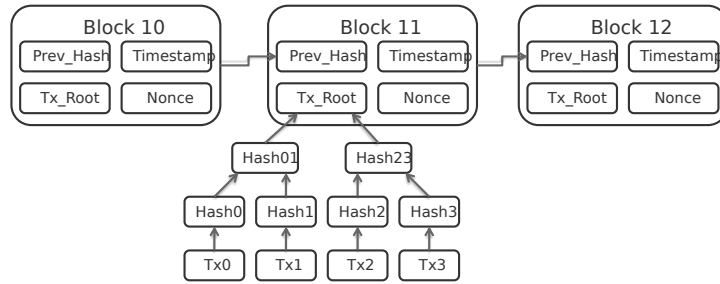 Block 10
Block 11
Block 12
Prev_Hash Timestamp
Prev_Hash Timestamp
Prev_Hash Timestamp
Tx_Root Nonce
Tx_Root Nonce
Tx_Root Nonce
Hash01 Hash23
Hash0 Hash1 Hash2 Hash3
Tx0 Tx1 Tx2 Tx3